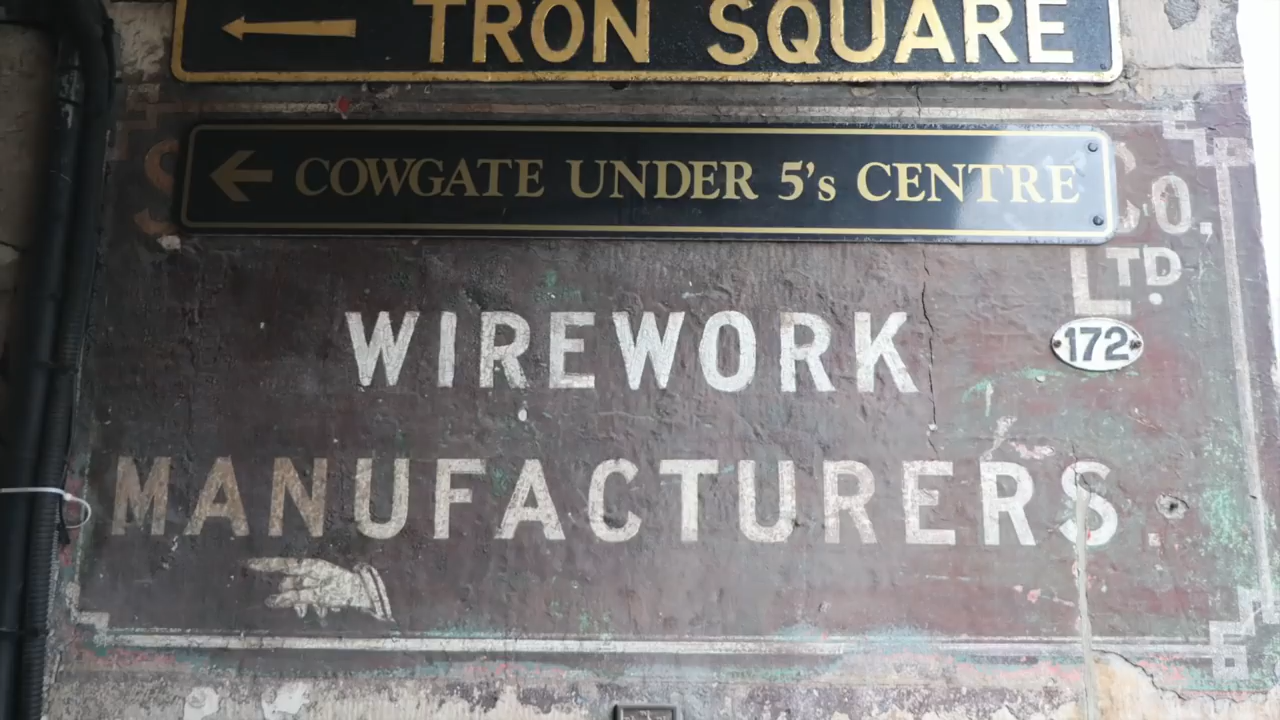 TRON SQUARE
COWGATE UNDER 5's CENTRE
CO.
LTD.
172
WIREWORK
MANUFACTURERS.